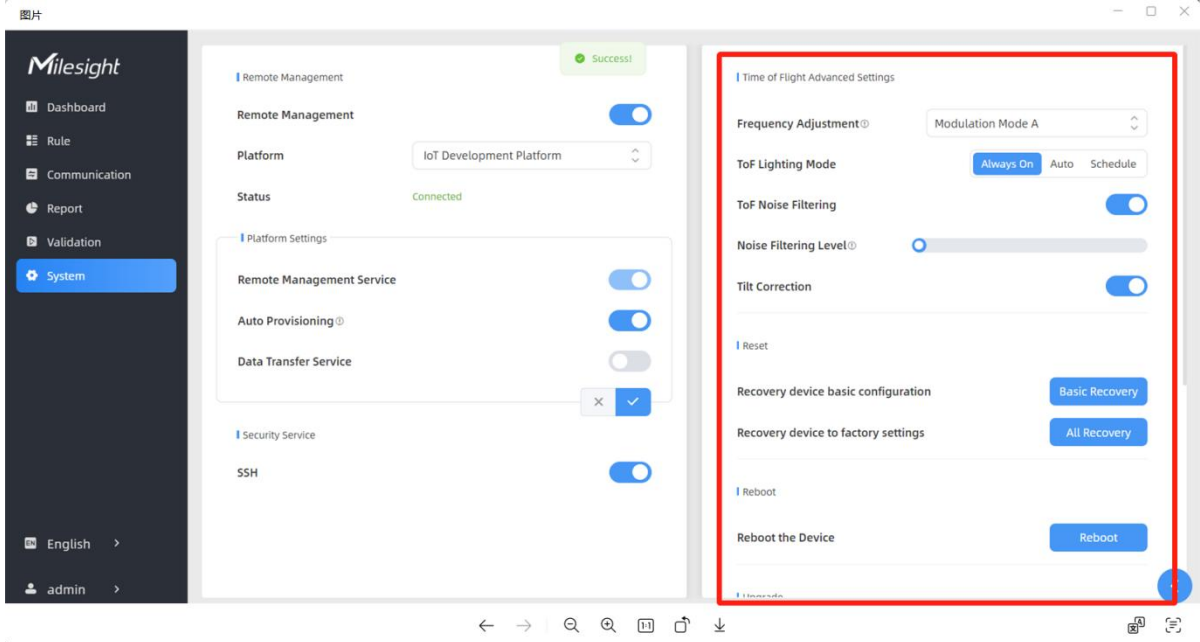 图片
Milesight
Dashboard
Rule
Communication
Report
Validation
System
English
admin
Success!
Remote Management
Remote Management
Platform
IoT Development Platform
Status
Connected
Platform Settings
Remote Management Service
Auto Provisioning
Data Transfer Service
Security Service
SSH
Time of Flight Advanced Settings
Frequency Adjustment
Modulation Mode A
ToF Lighting Mode
Always On Auto Schedule
ToF Noise Filtering
Noise Filtering Level
Tilt Correction
Reset
Recovery device basic configuration
Basic Recovery
Recovery device to factory settings
All Recovery
Reboot
Reboot the Device
Reboot
Upgrade